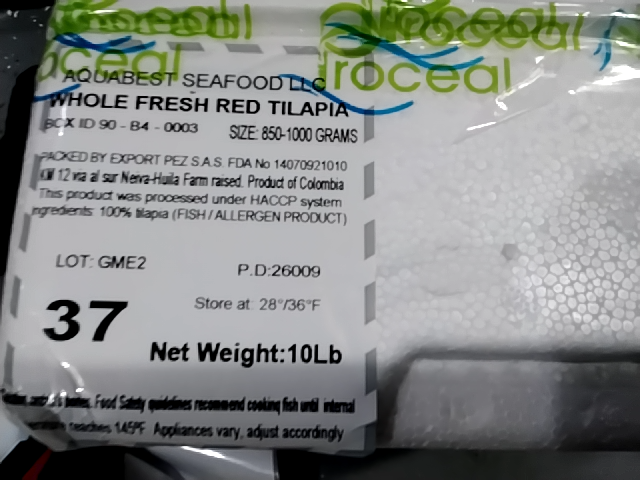 roceal
AQUABEST SEAFOOD LLC
WHOLE FRESH RED TILAPIA
BOX ID 90 - B4 - 0003 SIZE: 850-1000 GRAMS
PACKED BY EXPORT PEZ S.A.S. FDA No 14070921010
KM 12 via al sur Neiva-Huila Farm raised. Product of Colombia
This product was processed under HACCP system
Ingredients: 100% tilapia (FISH / ALLERGEN PRODUCT)
LOT: GME2 P.D:26009
37 Store at: 28°/36°F
Net Weight:10Lb
Food Safety guidelines recommend cooking fish until internal
reaches 145°F. Appliances vary, adjust accordingly